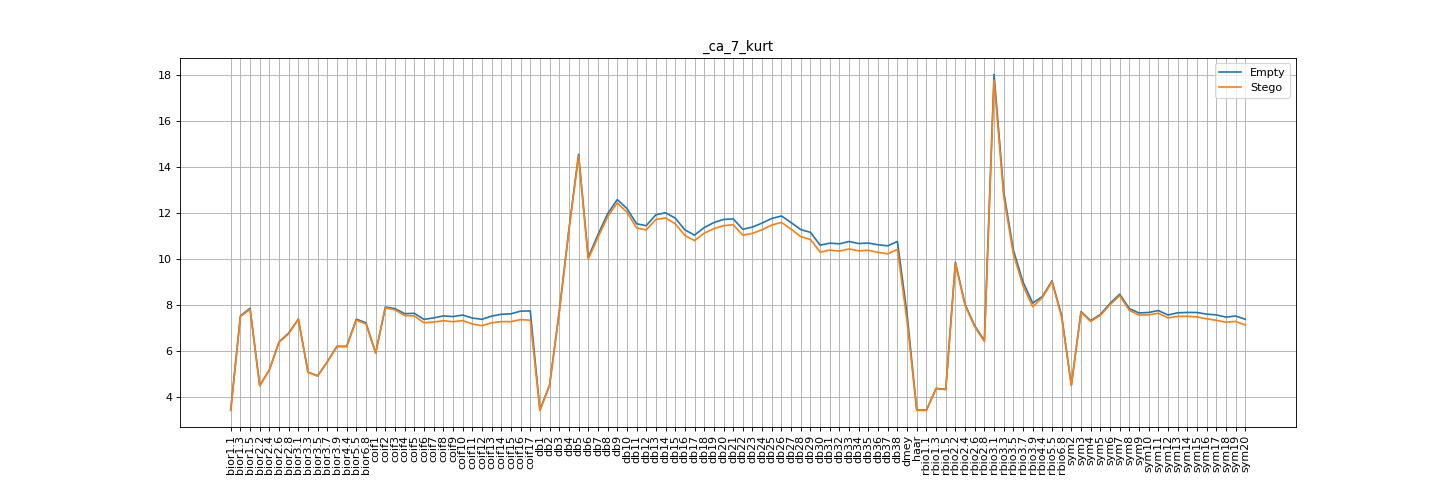 _ca_7_kurt
Empty
Stego
18
16
14
12
10
8
6
4
bior1.1
bior1.3
bior1.5
bior2.2
bior2.4
bior2.6
bior2.8
bior3.1
bior3.3
bior3.5
bior3.7
bior3.9
bior4.4
bior5.5
bior6.8
coif1
coif2
coif3
coif4
coif5
coif6
coif7
coif8
coif9
coif10
coif11
coif12
coif13
coif14
coif15
coif16
coif17
db1
db2
db3
db4
db5
db6
db7
db8
db9
db10
db11
db12
db13
db14
db15
db16
db17
db18
db19
db20
db21
db22
db23
db24
db25
db26
db27
db28
db29
db30
db31
db32
db33
db34
db35
db36
db37
db38
dmey
haar
rbio1.1
rbio1.3
rbio1.5
rbio2.2
rbio2.4
rbio2.6
rbio2.8
rbio3.1
rbio3.3
rbio3.5
rbio3.7
rbio3.9
rbio4.4
rbio5.5
rbio6.8
sym2
sym3
sym4
sym5
sym6
sym7
sym8
sym9
sym10
sym11
sym12
sym13
sym14
sym15
sym16
sym17
sym18
sym19
sym20